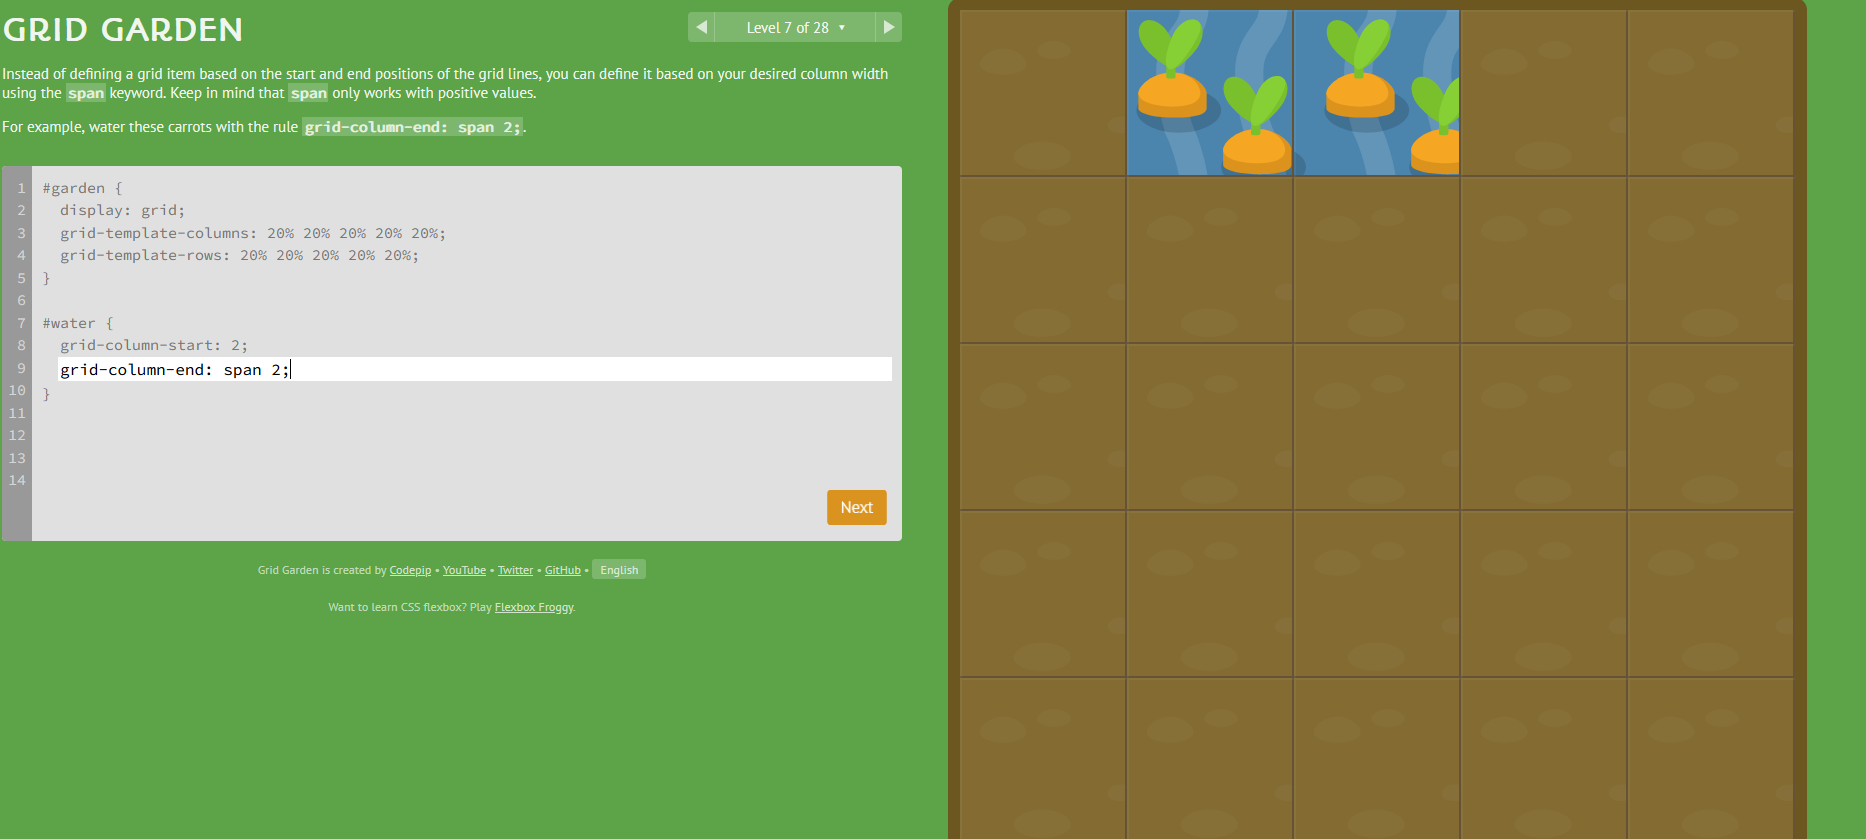 GRID GARDEN
◀ Level 7 of 28 ▼ ▶
Instead of defining a grid item based on the start and end positions of the grid lines, you can define it based on your desired column width
using the span keyword. Keep in mind that span only works with positive values.
For example, water these carrots with the rule grid-column-end: span 2;.
1 #garden {
2 display: grid;
3 grid-template-columns: 20% 20% 20% 20% 20%;
4 grid-template-rows: 20% 20% 20% 20% 20%;
5 }
6
7 #water {
8 grid-column-start: 2;
9 grid-column-end: span 2;
10 }
11
12
13
14
Next
Grid Garden is created by Codepip • YouTube • Twitter • GitHub • English
Want to learn CSS flexbox? Play Flexbox Froggy.